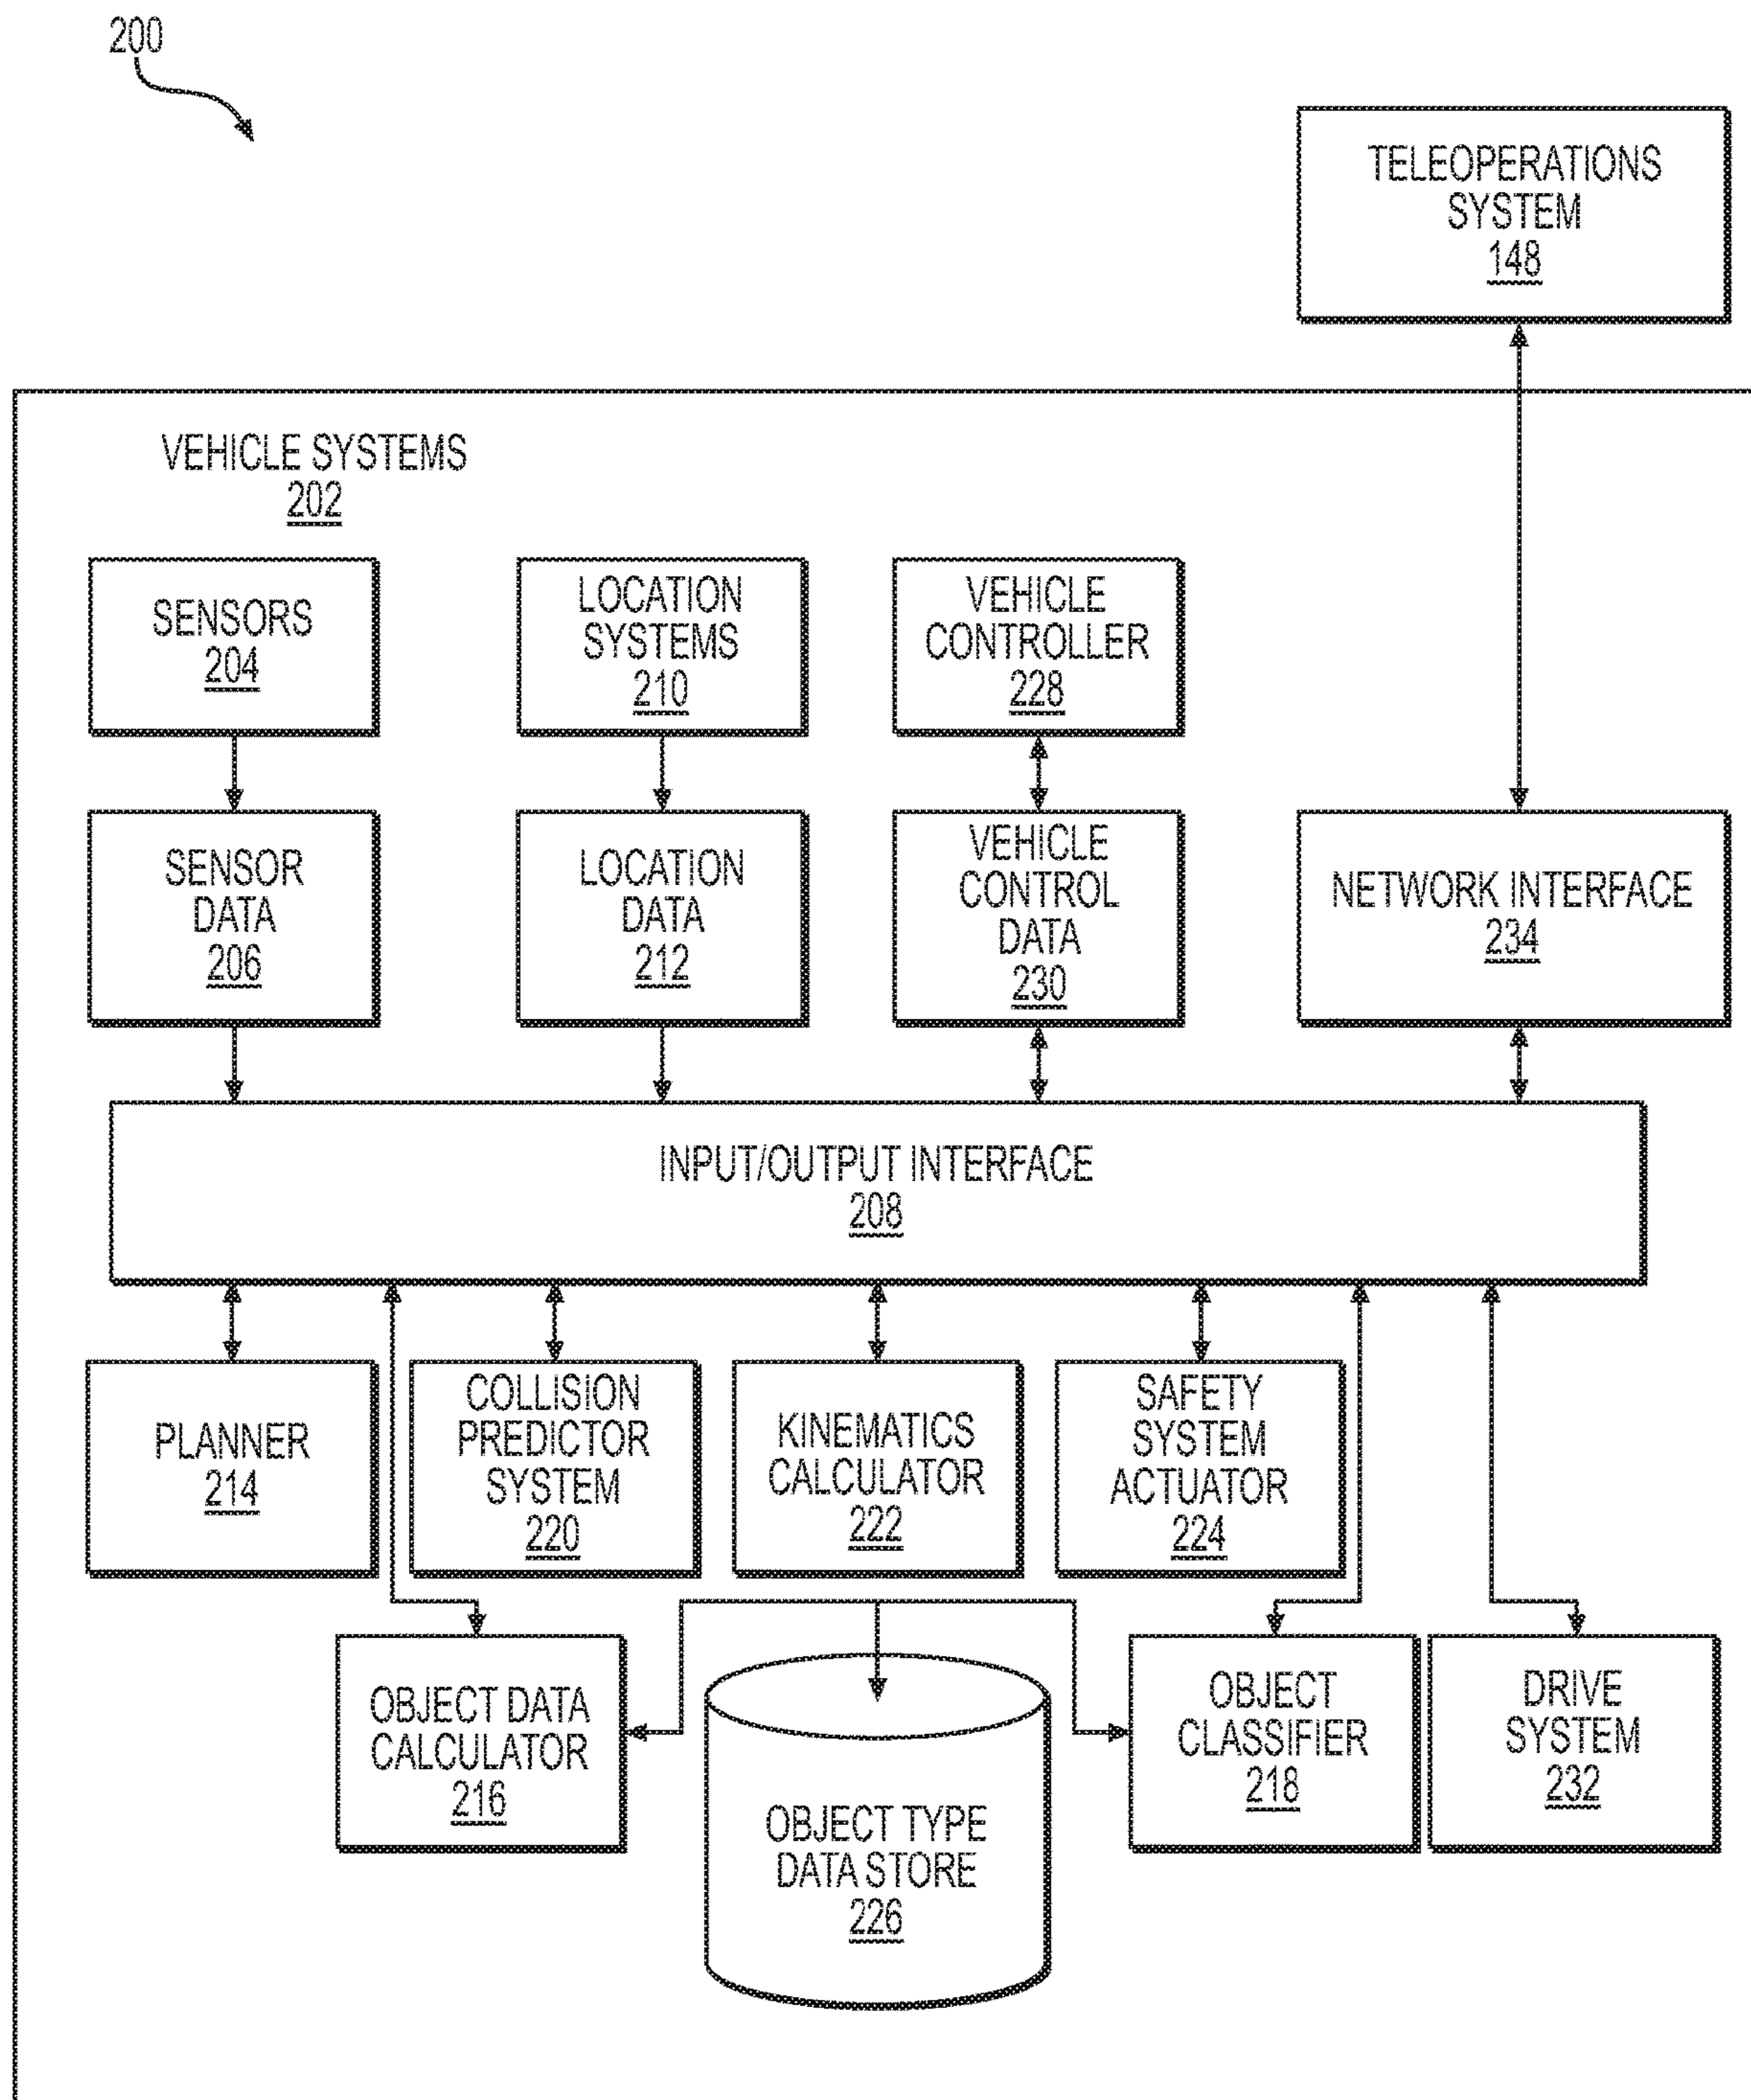 200
TELEOPERATIONS
SYSTEM
148
VEHICLE SYSTEMS
202
SENSORS
204
LOCATION
SYSTEMS
210
VEHICLE
CONTROLLER
228
SENSOR
DATA
206
LOCATION
DATA
212
VEHICLE
CONTROL
DATA
230
NETWORK INTERFACE
234
INPUT/OUTPUT INTERFACE
208
PLANNER
214
COLLISION
PREDICTOR
SYSTEM
220
KINEMATICS
CALCULATOR
222
SAFETY
SYSTEM
ACTUATOR
224
OBJECT DATA
CALCULATOR
216
OBJECT TYPE
DATA STORE
226
OBJECT
CLASSIFIER
218
DRIVE
SYSTEM
232